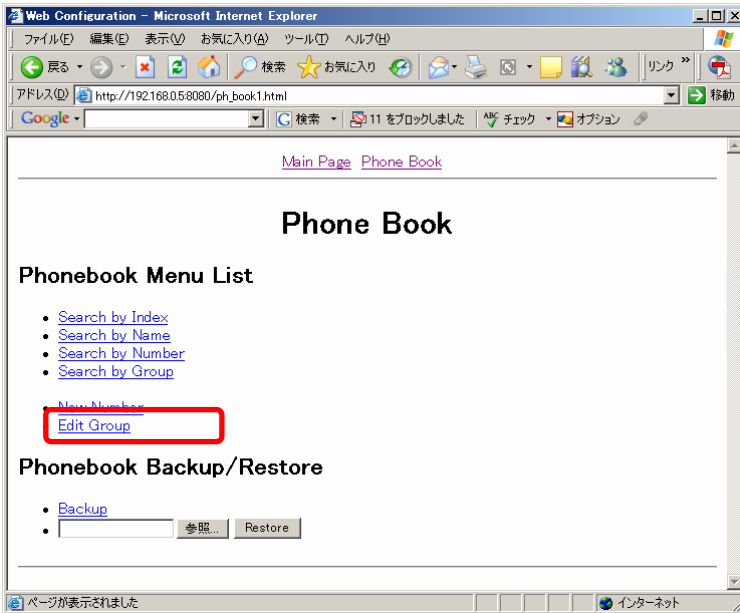 Web Configuration - Microsoft Internet Explorer
ファイル(F) 編集(E) 表示(V) お気に入り(A) ツール(T) ヘルプ(H)
戻る 検索 お気に入り リンク »
アドレス(D) http://192.168.0.5:8080/ph_book1.html 移動
Google 検索 11 をブロックしました ABC チェック オプション
Main Page Phone Book
Phone Book
Phonebook Menu List
Search by Index
Search by Name
Search by Number
Search by Group
New Number
Edit Group
Phonebook Backup/Restore
Backup
参照... Restore
ページが表示されました インターネット